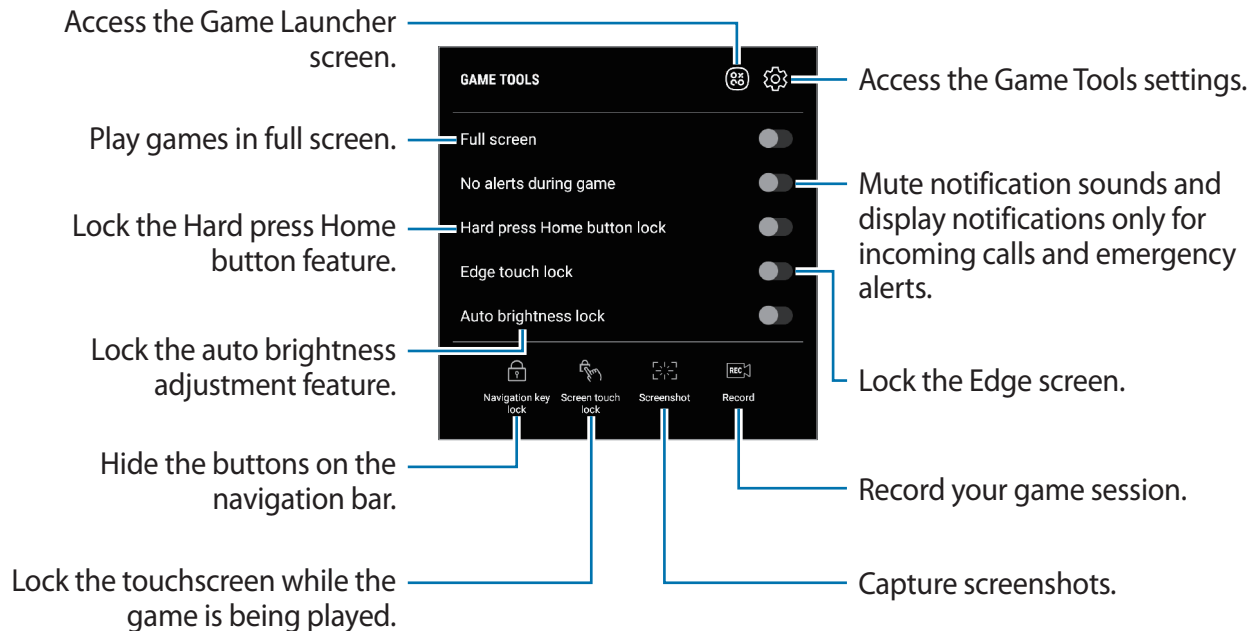 Access the Game Launcher
screen.
GAME TOOLS
Access the Game Tools settings.
Play games in full screen.
Full screen
No alerts during game
Mute notification sounds and
display notifications only for
incoming calls and emergency
alerts.
Lock the Hard press Home
button feature.
Hard press Home button lock
Edge touch lock
Auto brightness lock
Lock the auto brightness
adjustment feature.
Lock the Edge screen.
REC
Navigation key
lock
Screen touch
lock
Screenshot
Record
Hide the buttons on the
navigation bar.
Record your game session.
Lock the touchscreen while the
game is being played.
Capture screenshots.